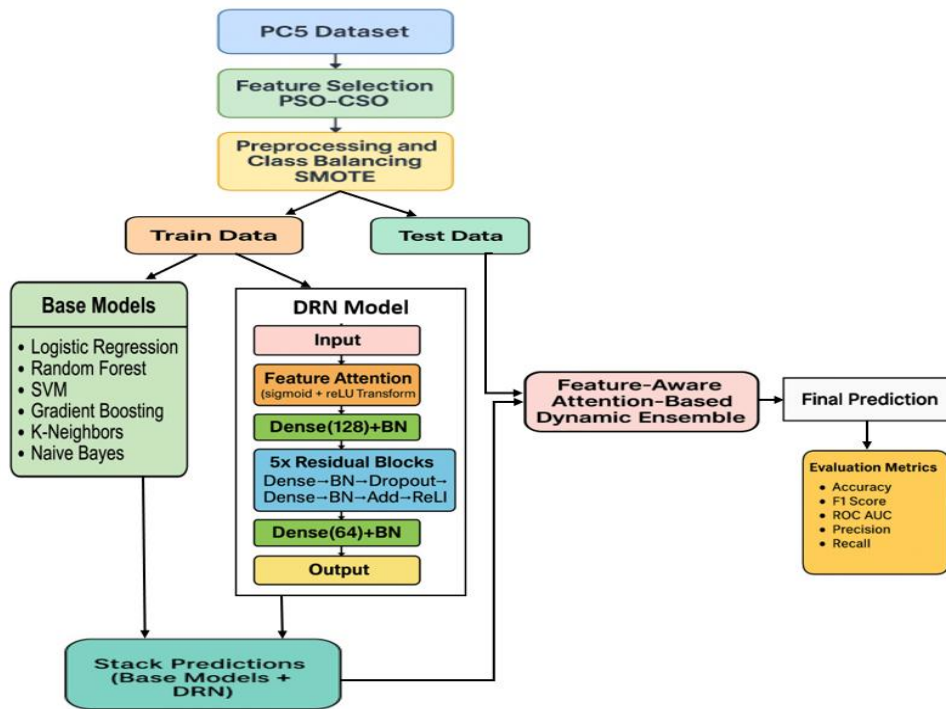 PC5 Dataset
Feature Selection
PSO-CSO
Preprocessing and
Class Balancing
SMOTE
Train Data
Test Data
Base Models
• Logistic Regression
• Random Forest
• SVM
• Gradient Boosting
• K-Neighbors
• Naive Bayes
DRN Model
Input
Feature Attention
(sigmoid + reLU Transform
Dense(128)+BN
5x Residual Blocks
Dense→BN→Dropout→
Dense→BN→Add→ReLI
Dense(64)+BN
Output
Stack Predictions
(Base Models +
DRN)
Feature-Aware
Attention-Based
Dynamic Ensemble
Final Prediction
Evaluation Metrics
• Accuracy
• F1 Score
• ROC AUC
• Precision
• Recall